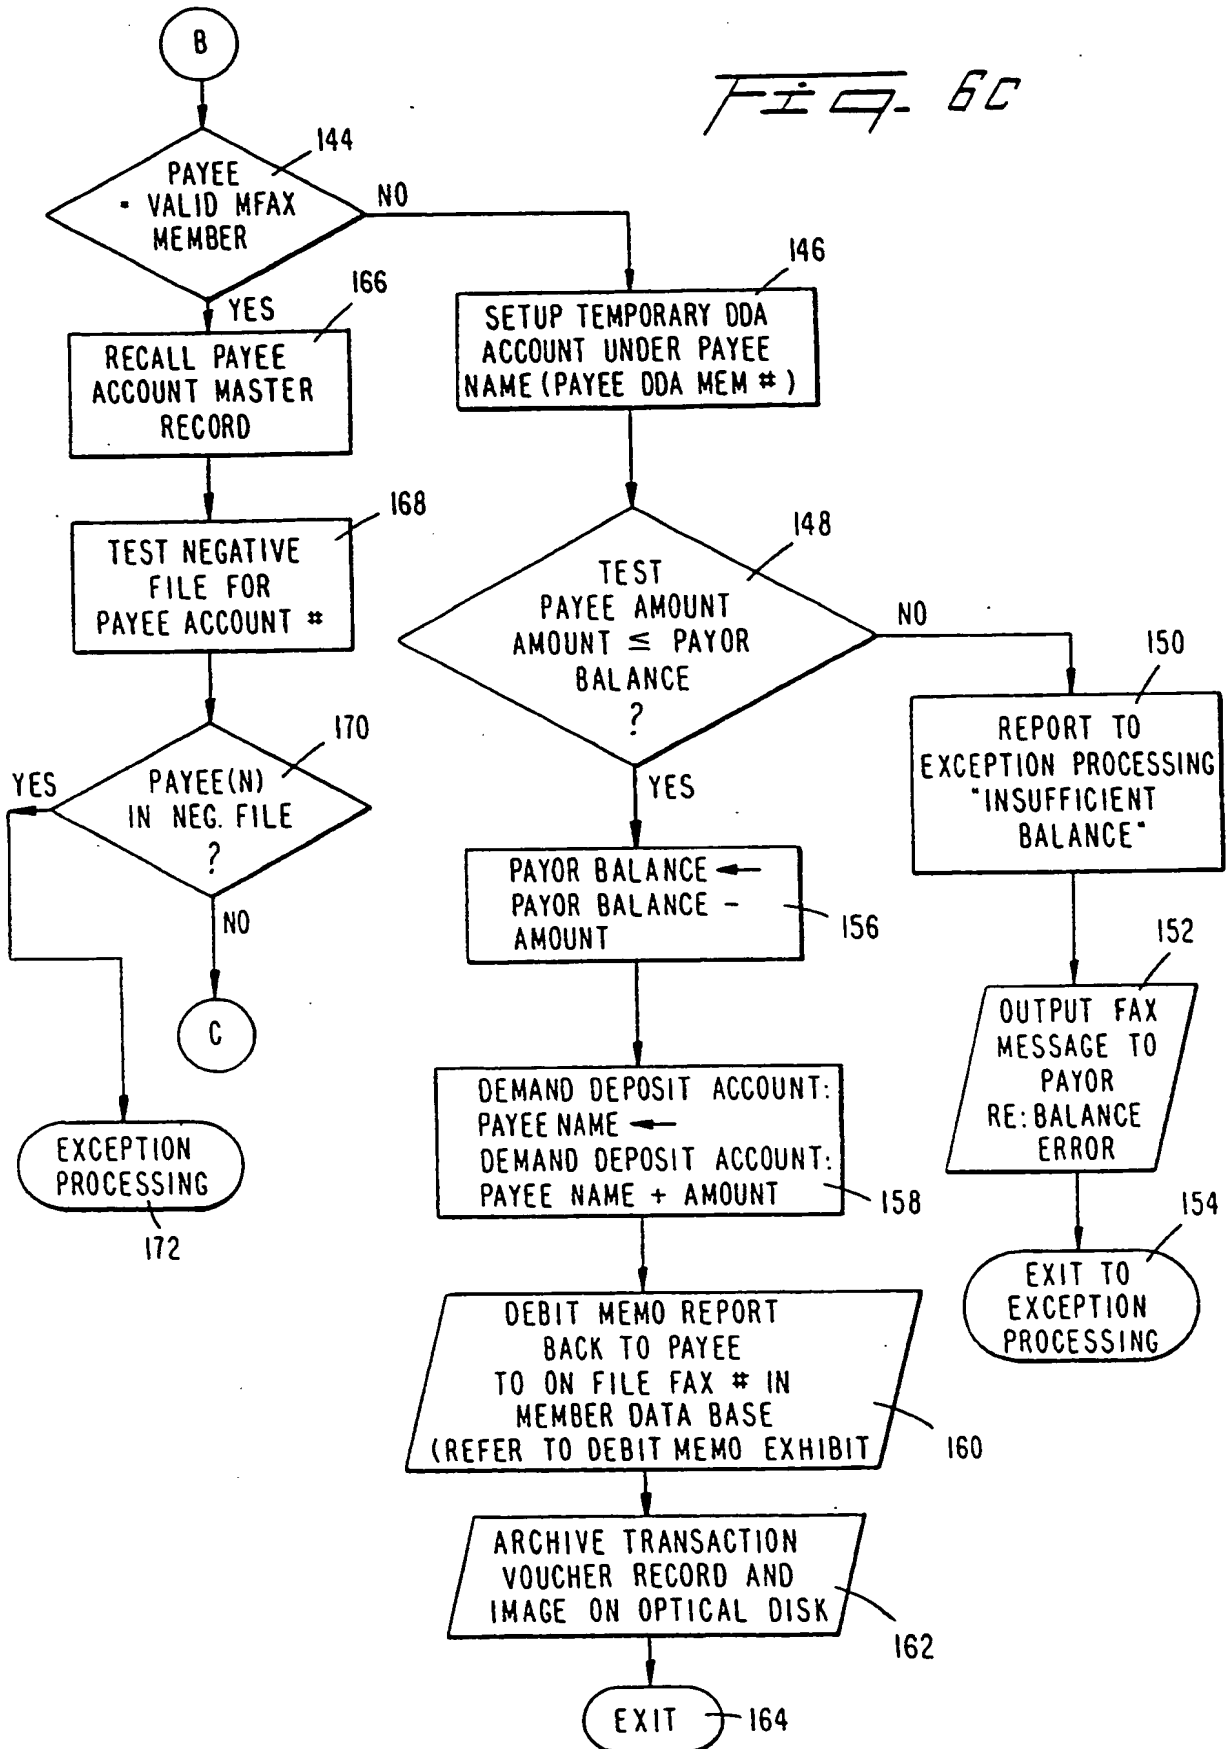 B
Fig. 6C
144
PAYEE
= VALID MFAX
MEMBER
NO
YES
166
RECALL PAYEE
ACCOUNT MASTER
RECORD
168
TEST NEGATIVE
FILE FOR
PAYEE ACCOUNT #
170
YES
PAYEE(N)
IN NEG. FILE
?
NO
C
EXCEPTION
PROCESSING
172
146
SETUP TEMPORARY DDA
ACCOUNT UNDER PAYEE
NAME (PAYEE DDA MEM #)
148
TEST
PAYEE AMOUNT
AMOUNT ≤ PAYOR
BALANCE
?
NO
YES
150
REPORT TO
EXCEPTION PROCESSING
"INSUFFICIENT
BALANCE"
152
OUTPUT FAX
MESSAGE TO
PAYOR
RE: BALANCE
ERROR
154
EXIT TO
EXCEPTION
PROCESSING
PAYOR BALANCE ←
PAYOR BALANCE -
AMOUNT
156
DEMAND DEPOSIT ACCOUNT:
PAYEE NAME ←
DEMAND DEPOSIT ACCOUNT:
PAYEE NAME + AMOUNT
158
DEBIT MEMO REPORT
BACK TO PAYEE
TO ON FILE FAX # IN
MEMBER DATA BASE
(REFER TO DEBIT MEMO EXHIBIT
160
ARCHIVE TRANSACTION
VOUCHER RECORD AND
IMAGE ON OPTICAL DISK
162
EXIT
164